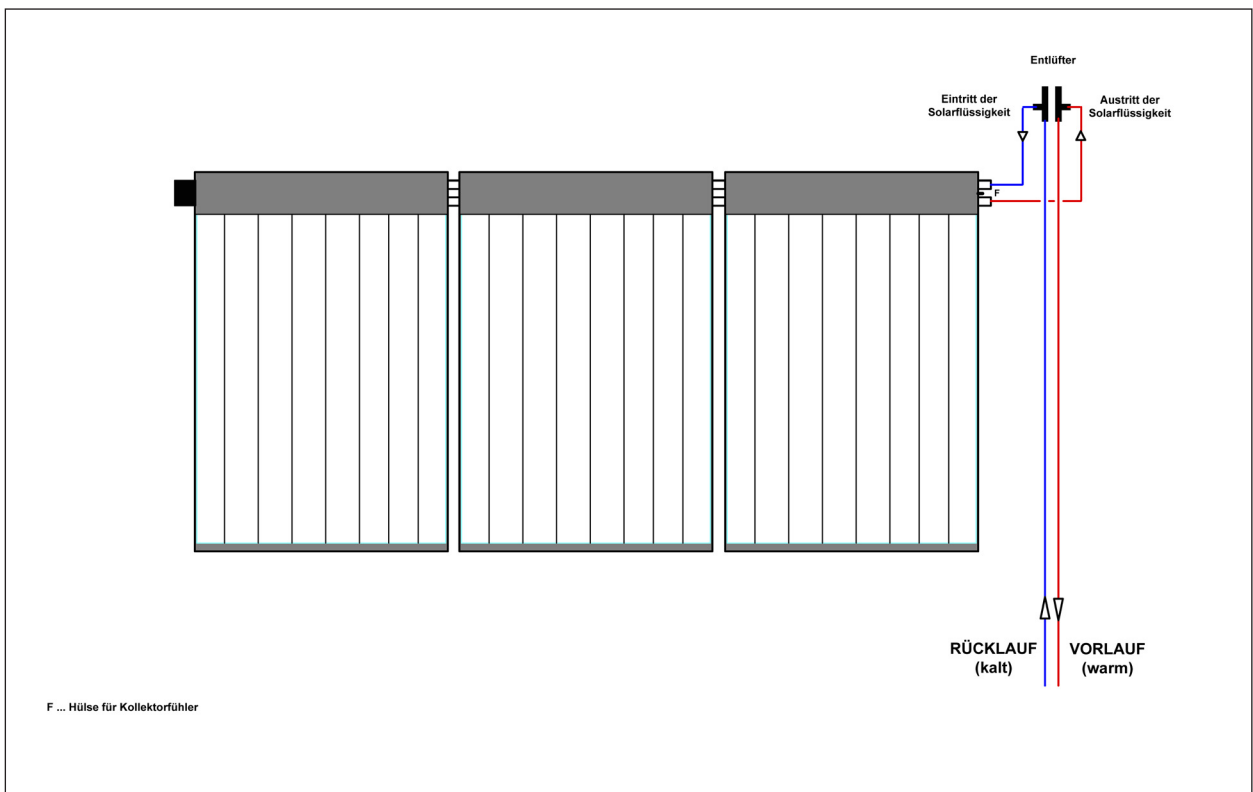 Entlüfter
Eintritt der
Solarflüssigkeit
Austritt der
Solarflüssigkeit
F
RÜCKLAUF
(kalt)
VORLAUF
(warm)
F ... Hülse für Kollektorfühler